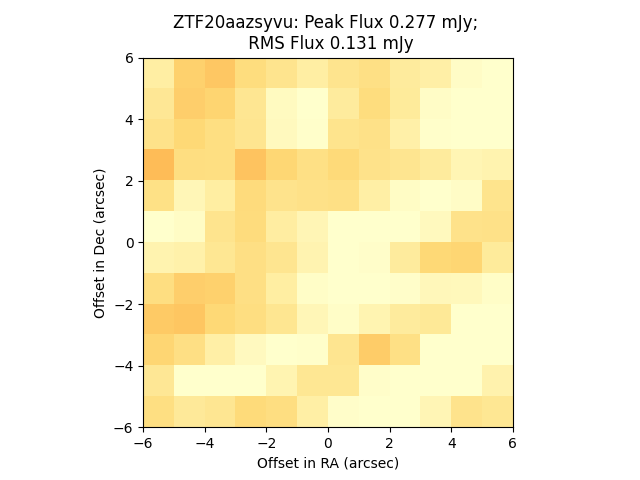 ZTF20aazsyvu: Peak Flux 0.277 mJy;
RMS Flux 0.131 mJy
6
4
2
0
−2
−4
−6
Offset in Dec (arcsec)
−6 −4 −2 0 2 4 6
Offset in RA (arcsec)